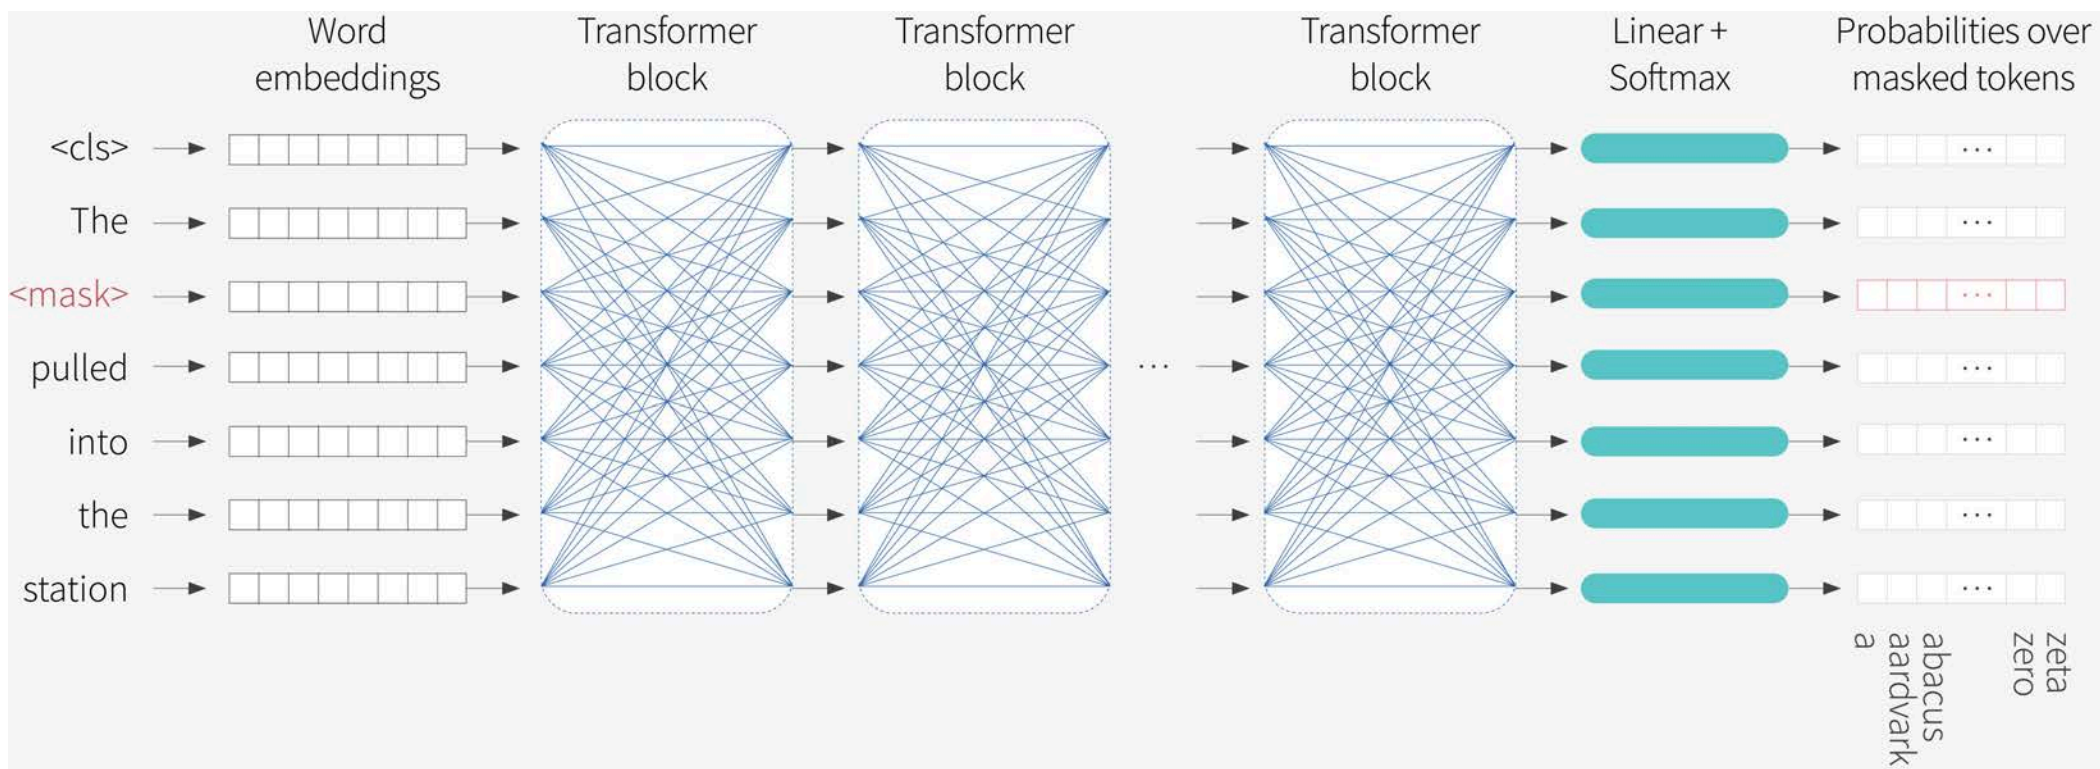 Word
embeddings
Transformer
block
Transformer
block
Transformer
block
Linear +
Softmax
Probabilities over
masked tokens
<cls>
...
The
...
<mask>
...
pulled
...
...
into
...
the
...
station
...
a
aardvark
abacus
zero
zeta